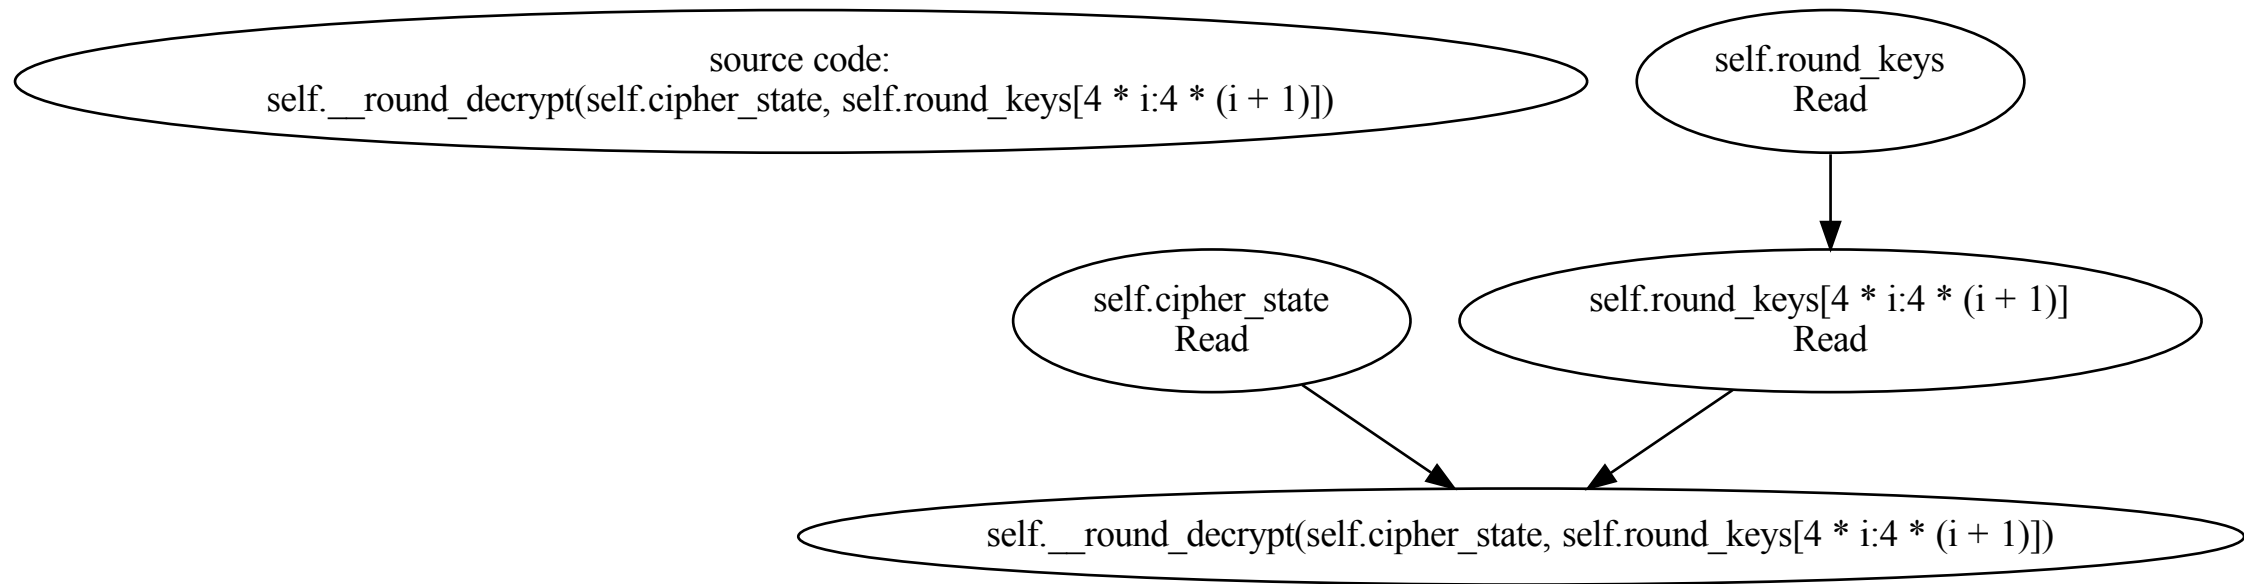 source code:
self.__round_decrypt(self.cipher_state, self.round_keys[4 * i:4 * (i + 1)])
self.round_keys
Read
self.cipher_state
Read
self.round_keys[4 * i:4 * (i + 1)]
Read
self.__round_decrypt(self.cipher_state, self.round_keys[4 * i:4 * (i + 1)])